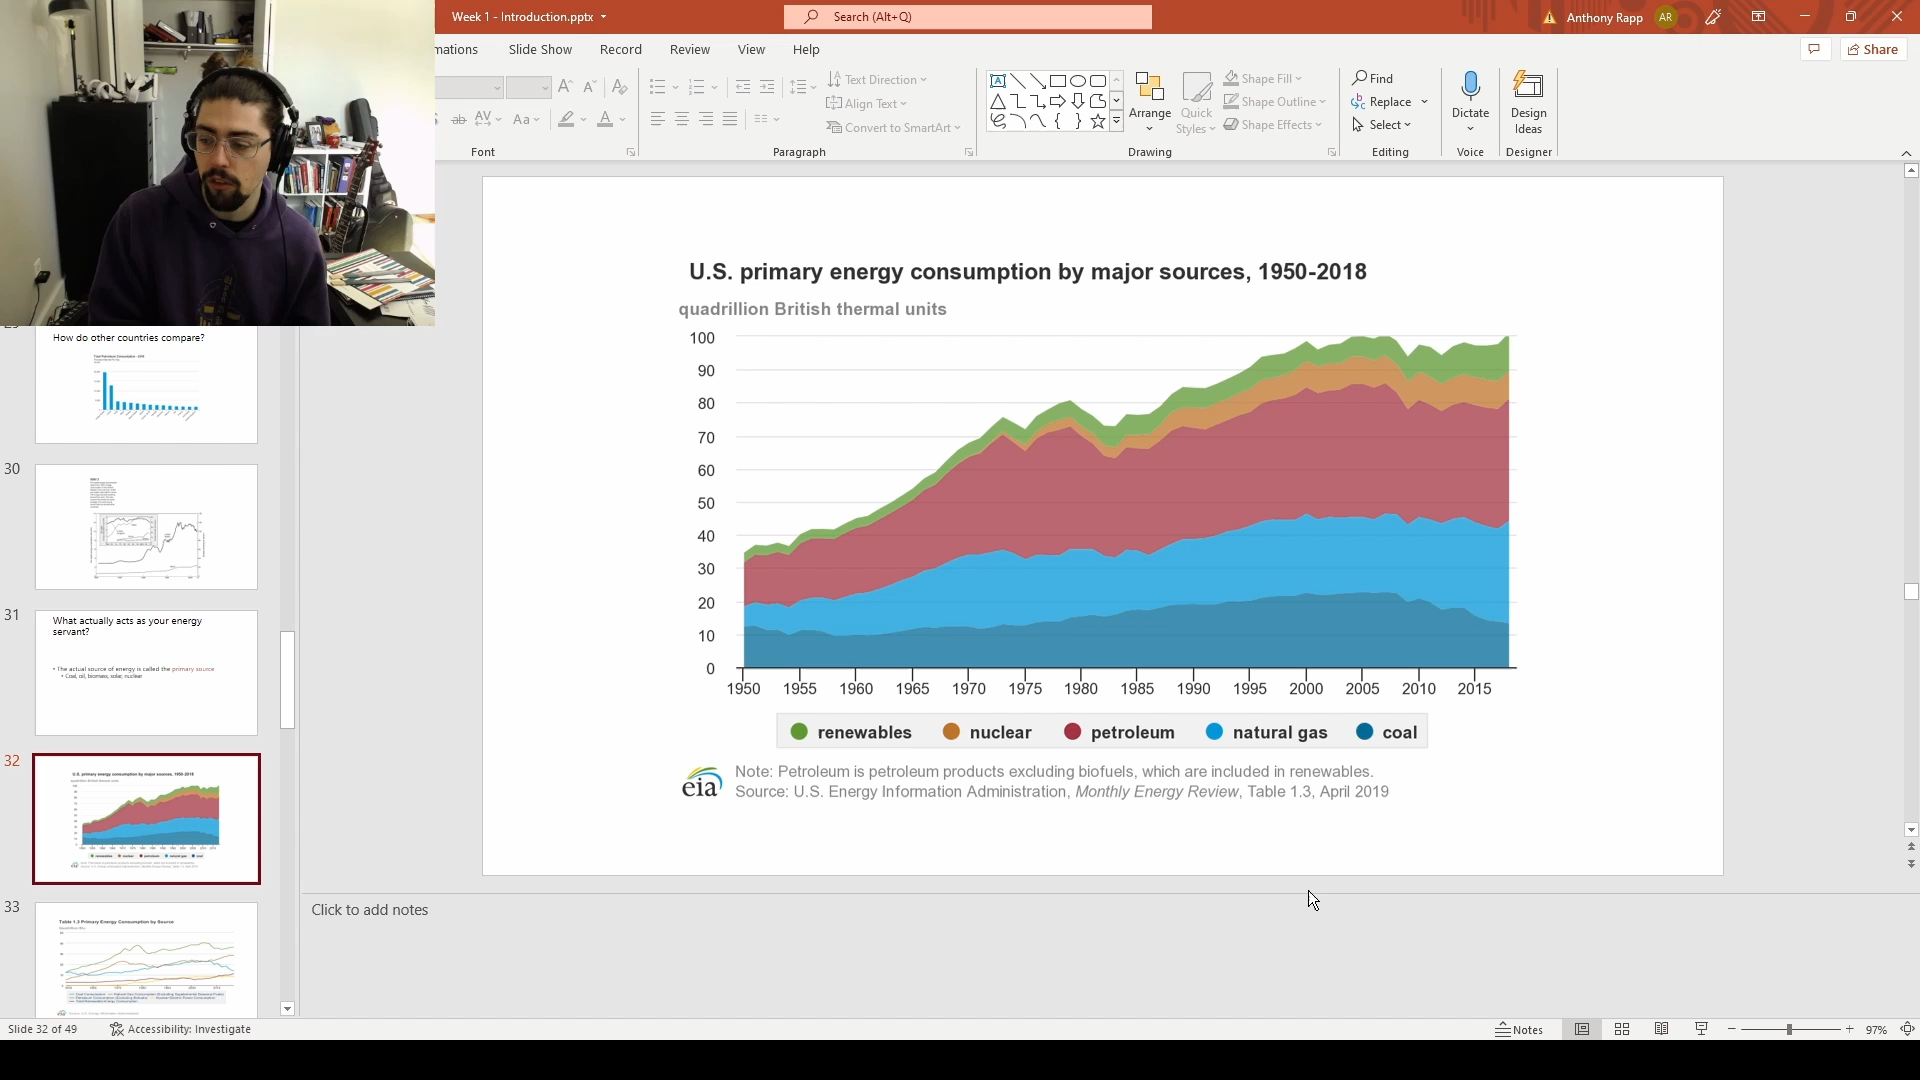 Week 1 - Introduction.pptx
Search (Alt+Q)
Anthony Rapp
AR
mations
Slide Show
Record
Review
View
Help
Share
Text Direction
Align Text
Convert to SmartArt
Arrange
Quick
Styles
Shape Fill
Shape Outline
Shape Effects
Find
Replace
Select
Dictate
Design
Ideas
Font
Paragraph
Drawing
Editing
Voice
Designer
How do other countries compare?
30
31
What actually acts as your energy
servant?
• The actual source of energy is called the primary source
• Coal, oil, biomass, solar, nuclear
32
33
Table 1.3 Primary Energy Consumption by Source
U.S. primary energy consumption by major sources, 1950-2018
quadrillion British thermal units
100
90
80
70
60
50
40
30
20
10
0
1950 1955 1960 1965 1970 1975 1980 1985 1990 1995 2000 2005 2010 2015
renewables nuclear petroleum natural gas coal
eia
Note: Petroleum is petroleum products excluding biofuels, which are included in renewables.
Source: U.S. Energy Information Administration, Monthly Energy Review, Table 1.3, April 2019
Click to add notes
Slide 32 of 49
Accessibility: Investigate
Notes
97%